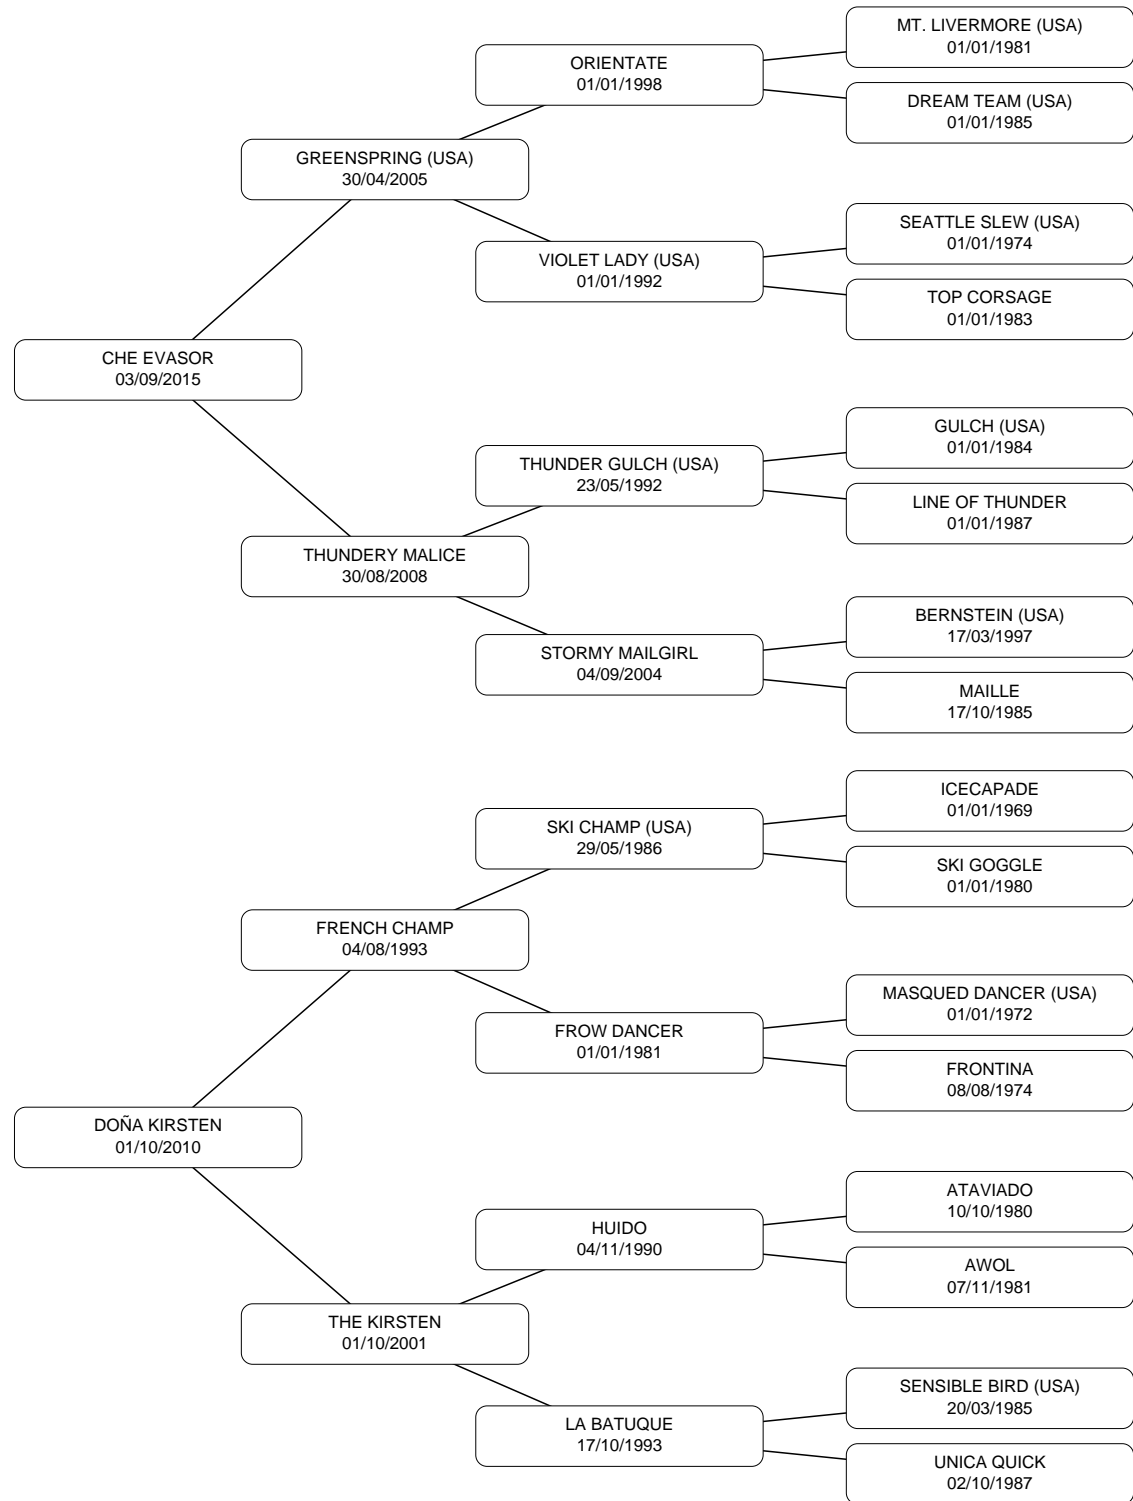 MT. LIVERMORE (USA)
01/01/1981
ORIENTATE
01/01/1998
DREAM TEAM (USA)
01/01/1985
GREENSPRING (USA)
30/04/2005
SEATTLE SLEW (USA)
01/01/1974
VIOLET LADY (USA)
01/01/1992
TOP CORSAGE
01/01/1983
CHE EVASOR
03/09/2015
GULCH (USA)
01/01/1984
THUNDER GULCH (USA)
23/05/1992
LINE OF THUNDER
01/01/1987
THUNDERY MALICE
30/08/2008
BERNSTEIN (USA)
17/03/1997
STORMY MAILGIRL
04/09/2004
MAILLE
17/10/1985
ICECAPADE
01/01/1969
SKI CHAMP (USA)
29/05/1986
SKI GOGGLE
01/01/1980
FRENCH CHAMP
04/08/1993
MASQUED DANCER (USA)
01/01/1972
FROW DANCER
01/01/1981
FRONTINA
08/08/1974
DOÑA KIRSTEN
01/10/2010
ATAVIADO
10/10/1980
HUIDO
04/11/1990
AWOL
07/11/1981
THE KIRSTEN
01/10/2001
SENSIBLE BIRD (USA)
20/03/1985
LA BATUQUE
17/10/1993
UNICA QUICK
02/10/1987